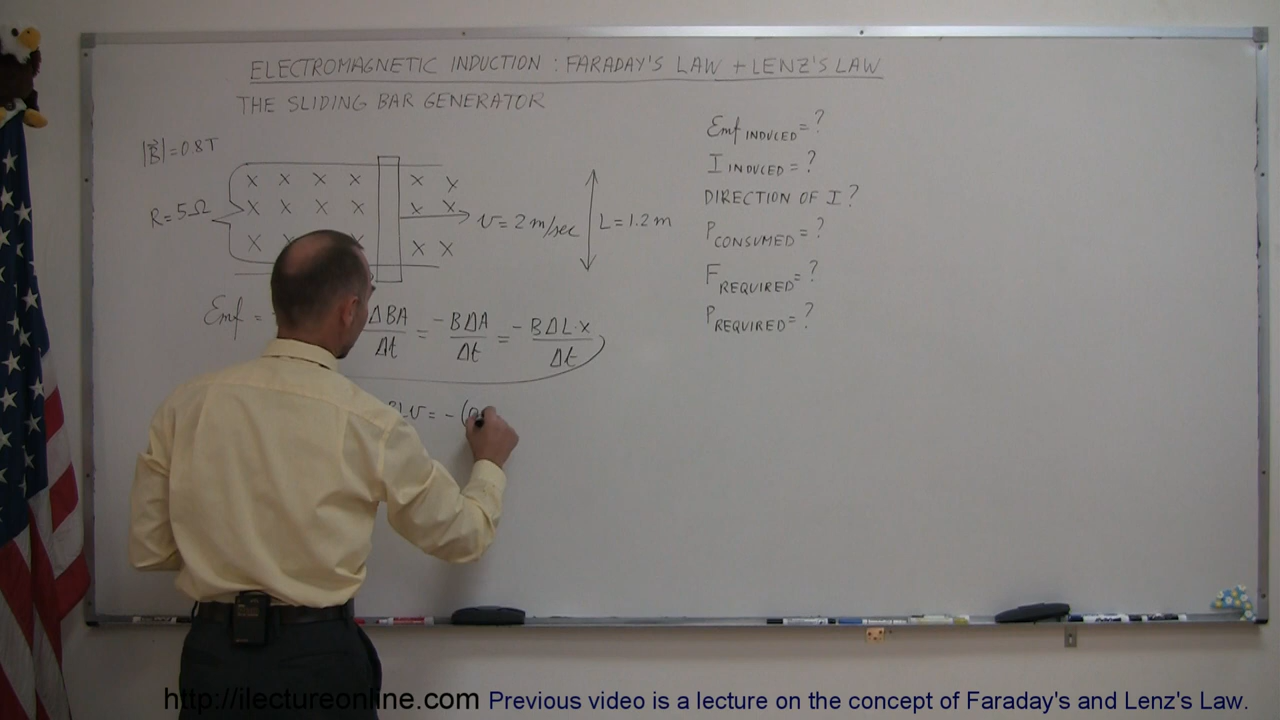 ELECTROMAGNETIC INDUCTION : FARADAY'S LAW + LENZ'S LAW
THE SLIDING BAR GENERATOR
|B⃗| = 0.8T
R = 5Ω
x x x x x x
x x x x x x
x x x x x
v = 2 m/sec
L = 1.2 m
Emf = ΔBA/Δt = -BΔA/Δt = -BΔL·x/Δt
BLv = - (0
Emf INDUCED = ?
I INDUCED = ?
DIRECTION OF I ?
P CONSUMED = ?
F REQUIRED = ?
P REQUIRED = ?
http://ilectureonline.com Previous video is a lecture on the concept of Faraday's and Lenz's Law.